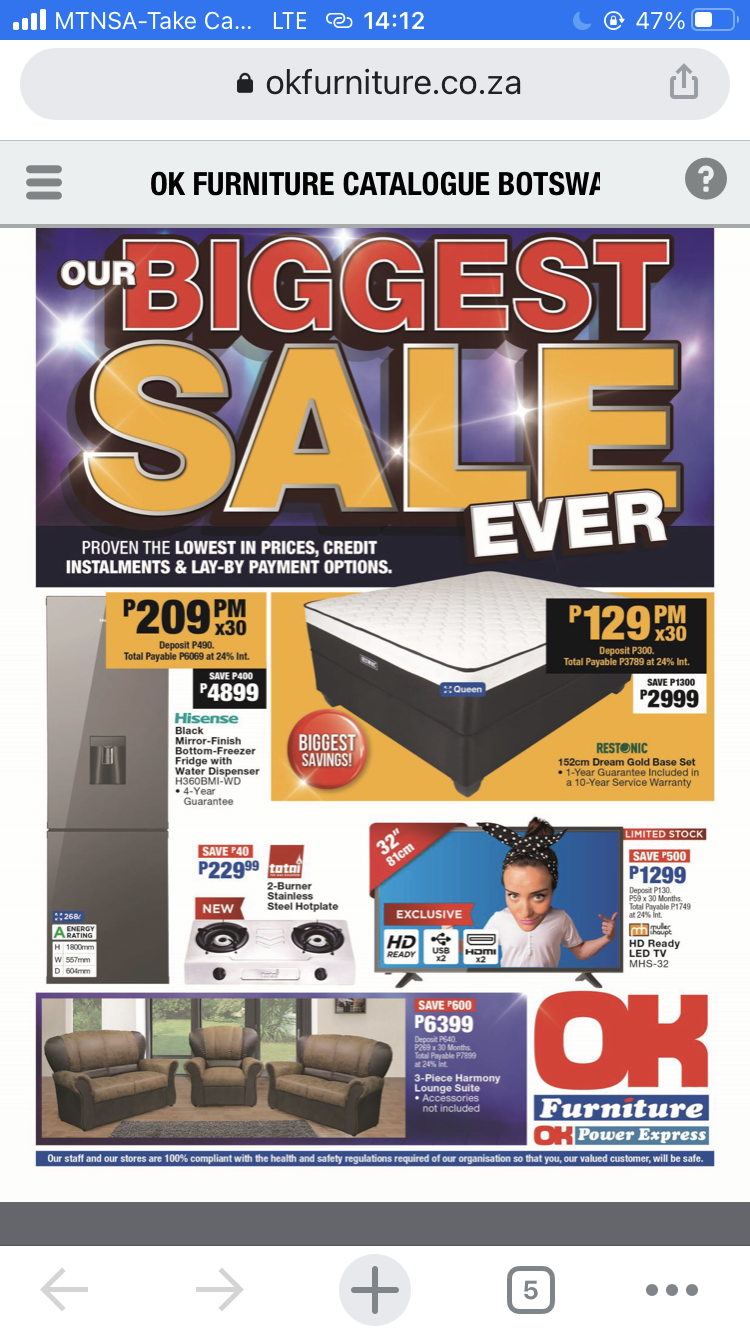 MTNSA-Take Ca... LTE 14:12 47%
okfurniture.co.za
OK FURNITURE CATALOGUE BOTSWA
?
OUR BIGGEST
SALE
EVER
PROVEN THE LOWEST IN PRICES, CREDIT
INSTALMENTS & LAY-BY PAYMENT OPTIONS.
P209 PM x30
Deposit P490.
Total Payable P6069 at 24% Int.
SAVE P400
P4899
Hisense
Black
Mirror-Finish
Bottom-Freezer
Fridge with
Water Dispenser
H360BMI-WD
• 4-Year
Guarantee
268ℓ
A ENERGY
RATING
H 1800mm
W 557mm
D 604mm
P129 PM x30
Deposit P300.
Total Payable P3789 at 24% Int.
SAVE P1300
P2999
Queen
BIGGEST
SAVINGS!
RESTONIC
152cm Dream Gold Base Set
• 1-Year Guarantee Included in
a 10-Year Service Warranty
SAVE P40
P22999
totai
2-Burner
Stainless
Steel Hotplate
NEW
32"
81cm
EXCLUSIVE
HD
READY
USB
x2
HDMI
x2
LIMITED STOCK
SAVE P500
P1299
Deposit P130.
P59 x 30 Months.
Total Payable P1749
at 24% Int.
mh muller
shaupt
HD Ready
LED TV
MHS-32
SAVE P600
P6399
Deposit P640.
P269 x 30 Months.
Total Payable P7899
at 24% Int.
3-Piece Harmony
Lounge Suite
• Accessories
not included
OK
Furniture
OK Power Express
Our staff and our stores are 100% compliant with the health and safety regulations required of our organisation so that you, our valued customer, will be safe.
5